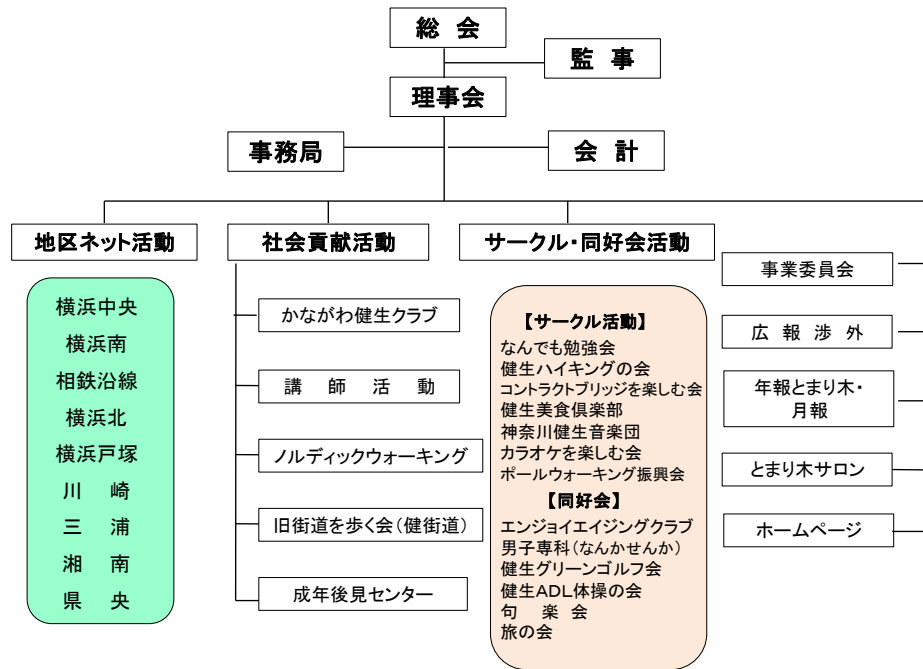 総　会
監　事
理事会
事務局
会　計
地区ネット活動
横浜中央
横浜南
相鉄沿線
横浜北
横浜戸塚
川　崎
三　浦
湘　南
県　央
社会貢献活動
かながわ健生クラブ
講　師　活　動
ノルディックウォーキング
旧街道を歩く会（健街道）
成年後見センター
サークル・同好会活動
【サークル活動】
なんでも勉強会
健生ハイキングの会
コントラクトブリッジを楽しむ会
健生美食倶楽部
神奈川健生音楽団
カラオケを楽しむ会
ポールウォーキング振興会
【同好会】
エンジョイエイジングクラブ
男子専科（なんかせんか）
健生グリーンゴルフ会
健生ADL体操の会
句　楽　会
旅の会
事業委員会
広　報　渉　外
年報とまり木・
月報
とまり木サロン
ホームページ